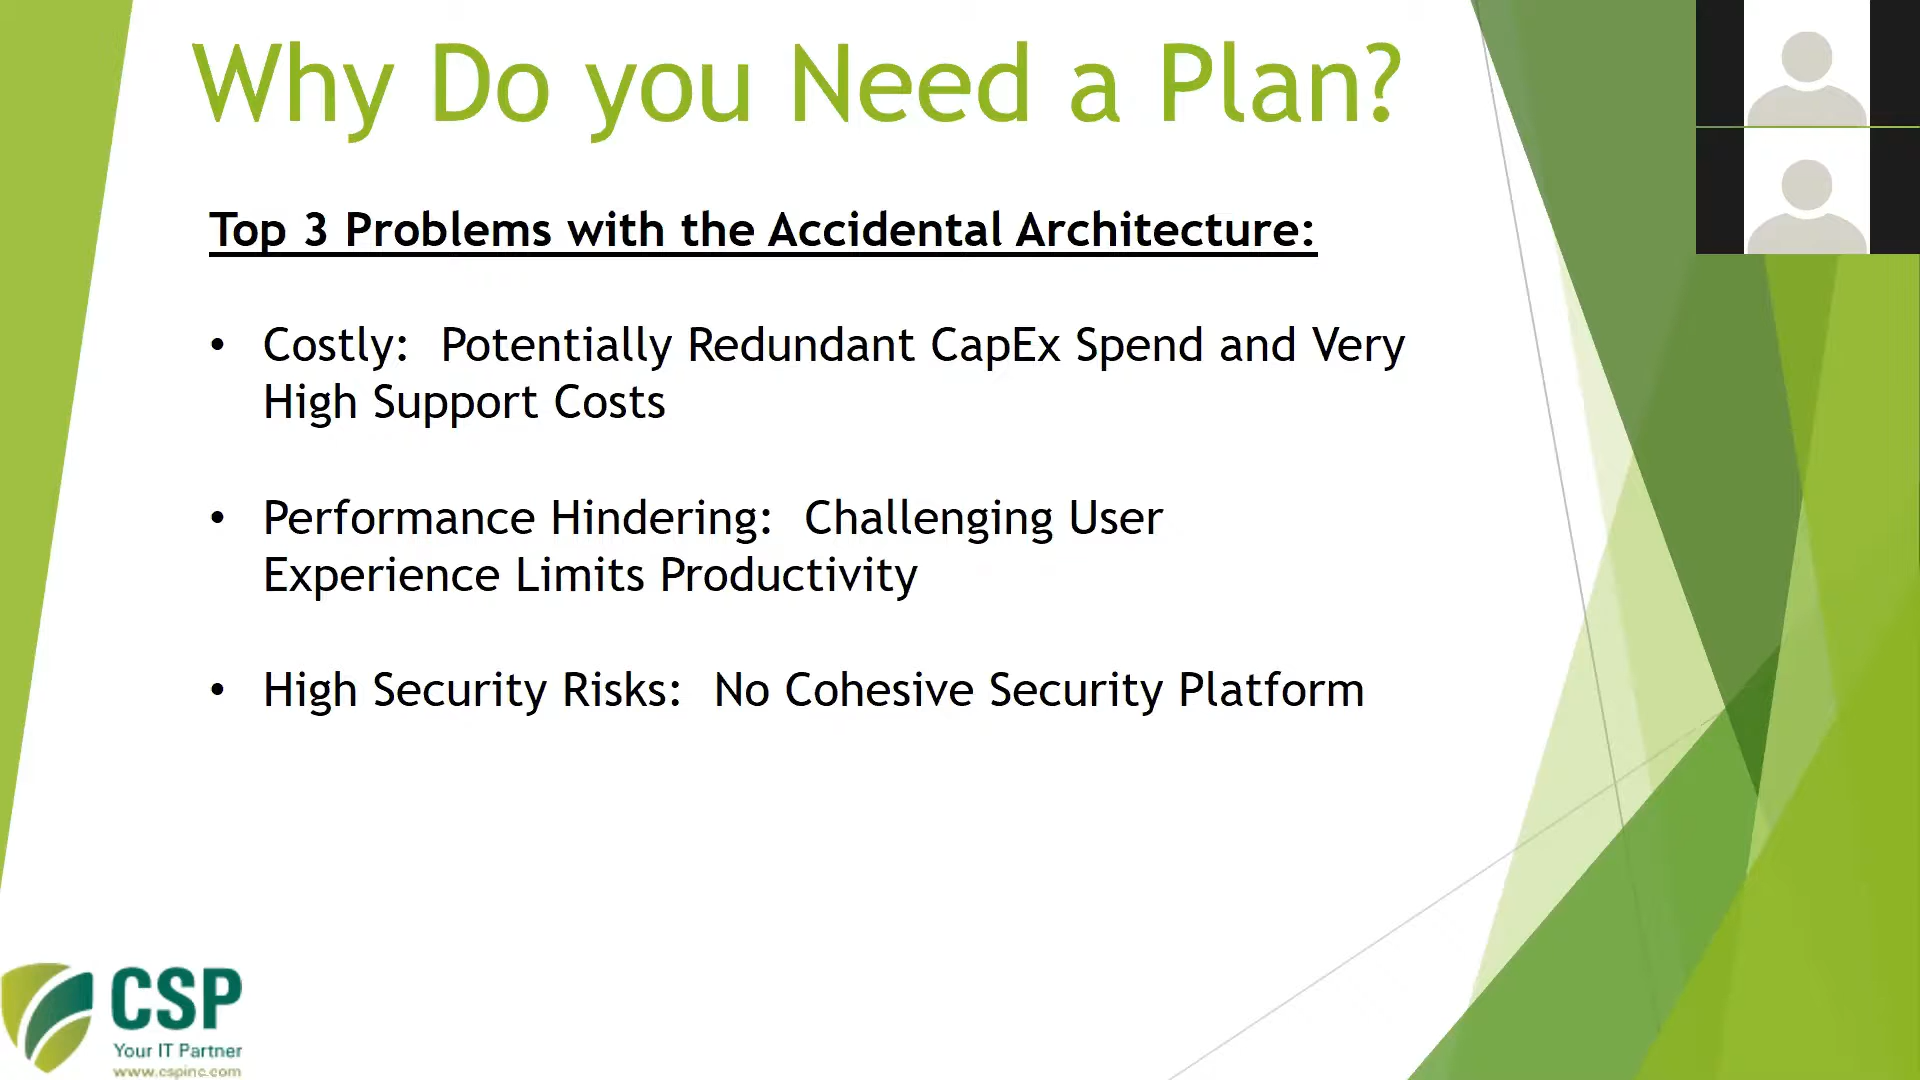 Why Do you Need a Plan?
Top 3 Problems with the Accidental Architecture:
• Costly: Potentially Redundant CapEx Spend and Very
High Support Costs
• Performance Hindering: Challenging User
Experience Limits Productivity
• High Security Risks: No Cohesive Security Platform
CSP
Your IT Partner
www.cspinc.com